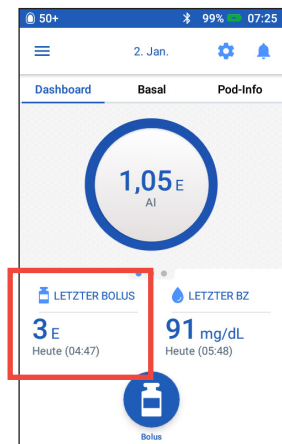 50+ 99% 07:25
2. Jan.
Dashboard Basal Pod-Info
1,05 E
AI
LETZTER BOLUS LETZTER BZ
3 E 91 mg/dL
Heute (04:47) Heute (05:48)
Bolus